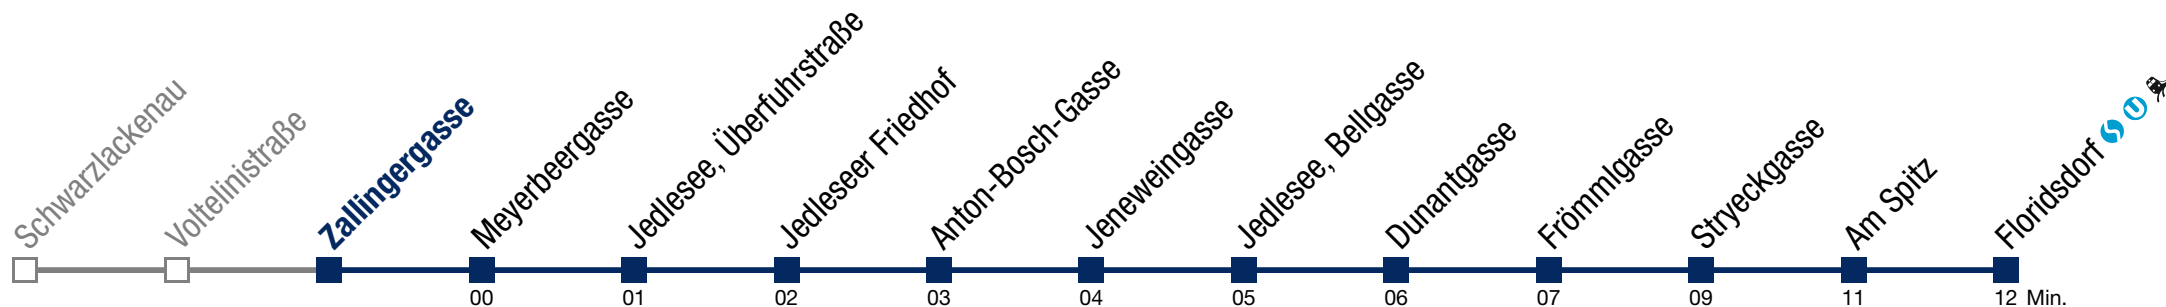 Schwarzlackenau
Voltelinistraße
Zallingergasse
Meyerbeergasse
Jedlesee, Überfuhrstraße
Jedleseer Friedhof
Anton-Bosch-Gasse
Jeneweingasse
Jedlesee, Bellgasse
Dunantgasse
Frömmlgasse
Stryeckgasse
Am Spitz
Floridsdorf S U
00 01 02 03 04 05 06 07 09 11 12 Min.